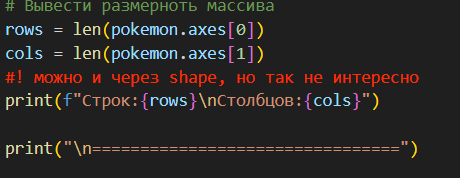 # Вывести размерноть массива
rows = len(pokemon.axes[0])
cols = len(pokemon.axes[1])
#! можно и через shape, но так не интересно
print(f"Строк:{rows}\nСтолбцов:{cols}")
print("\n================================")